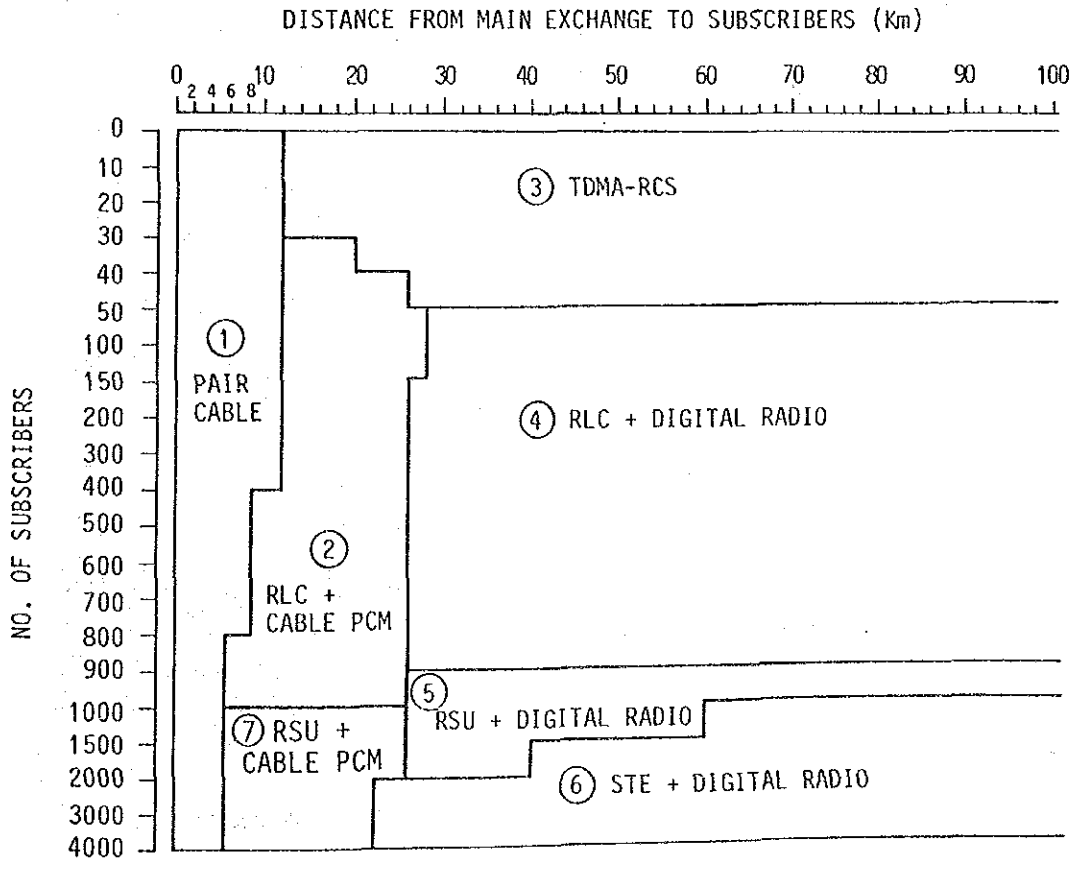 DISTANCE FROM MAIN EXCHANGE TO SUBSCRIBERS (Km)
0 2 4 6 8 10 20 30 40 50 60 70 80 90 100
NO. OF SUBSCRIBERS
0
10
20
30
40
50
100
150
200
300
400
500
600
700
800
900
1000
1500
2000
3000
4000
3 TDMA-RCS
1
PAIR
CABLE
4 RLC + DIGITAL RADIO
2
RLC +
CABLE PCM
5
RSU + DIGITAL RADIO
7 RSU +
CABLE PCM
6 STE + DIGITAL RADIO